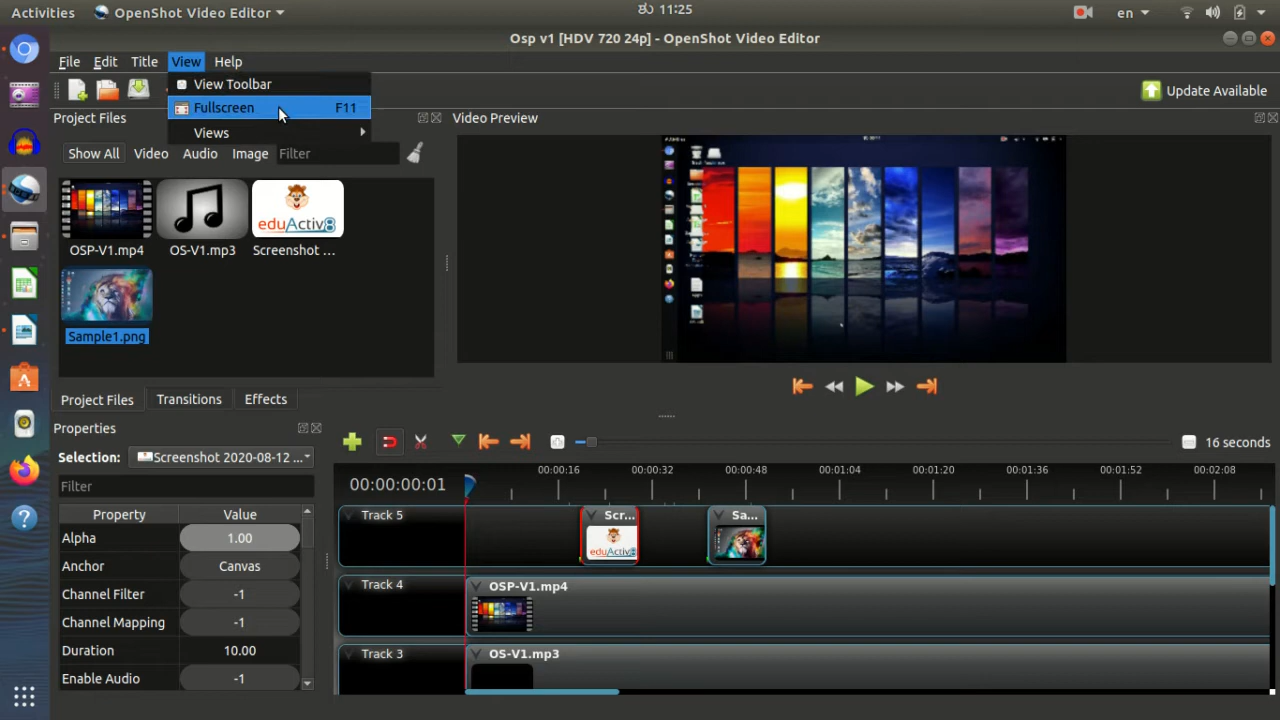 Activities
OpenShot Video Editor
11:25
en
Osp v1 [HDV 720 24p] - OpenShot Video Editor
File Edit Title View Help
View Toolbar
Fullscreen F11
Views
Update Available
Project Files
Video Preview
Show All Video Audio Image Filter
OSP-V1.mp4
OS-V1.mp3
Screenshot ...
eduActiv8
Sample1.png
Project Files Transitions Effects
Properties
Selection: Screenshot 2020-08-12 ...
Filter
Property Value
Alpha 1.00
Anchor Canvas
Channel Filter -1
Channel Mapping -1
Duration 10.00
Enable Audio -1
16 seconds
00:00:00:01
00:00:16 00:00:32 00:00:48 00:01:04 00:01:20 00:01:36 00:01:52 00:02:08
Track 5
Scr...
eduActiv8
Sa...
Track 4
OSP-V1.mp4
Track 3
OS-V1.mp3